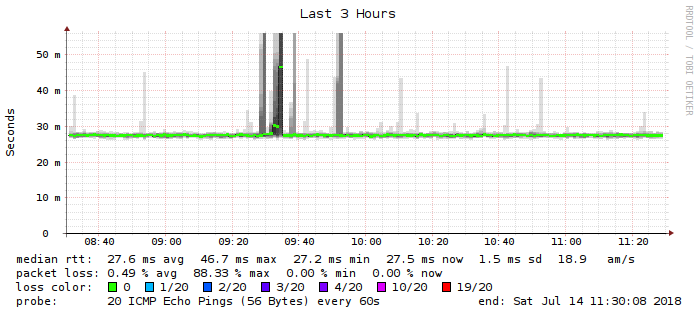 Last 3 Hours
RRDTOOL / TOBI OETIKER
Seconds
50 m
40 m
30 m
20 m
10 m
0
08:40 09:00 09:20 09:40 10:00 10:20 10:40 11:00 11:20
median rtt: 27.6 ms avg 46.7 ms max 27.2 ms min 27.5 ms now 1.5 ms sd 18.9 am/s
packet loss: 0.49 % avg 88.33 % max 0.00 % min 0.00 % now
loss color: 0 1/20 2/20 3/20 4/20 10/20 19/20
probe: 20 ICMP Echo Pings (56 Bytes) every 60s end: Sat Jul 14 11:30:08 2018